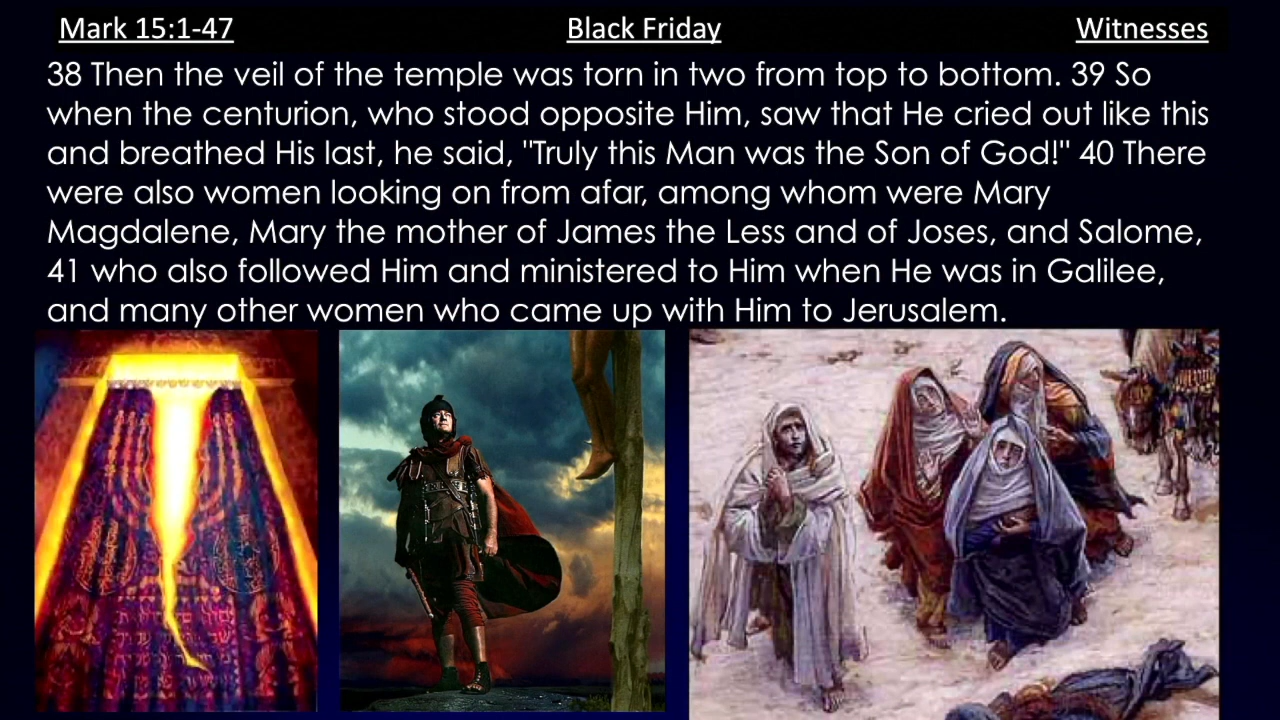 Mark 15:1-47 Black Friday Witnesses
38 Then the veil of the temple was torn in two from top to bottom. 39 So
when the centurion, who stood opposite Him, saw that He cried out like this
and breathed His last, he said, "Truly this Man was the Son of God!" 40 There
were also women looking on from afar, among whom were Mary
Magdalene, Mary the mother of James the Less and of Joses, and Salome,
41 who also followed Him and ministered to Him when He was in Galilee,
and many other women who came up with Him to Jerusalem.